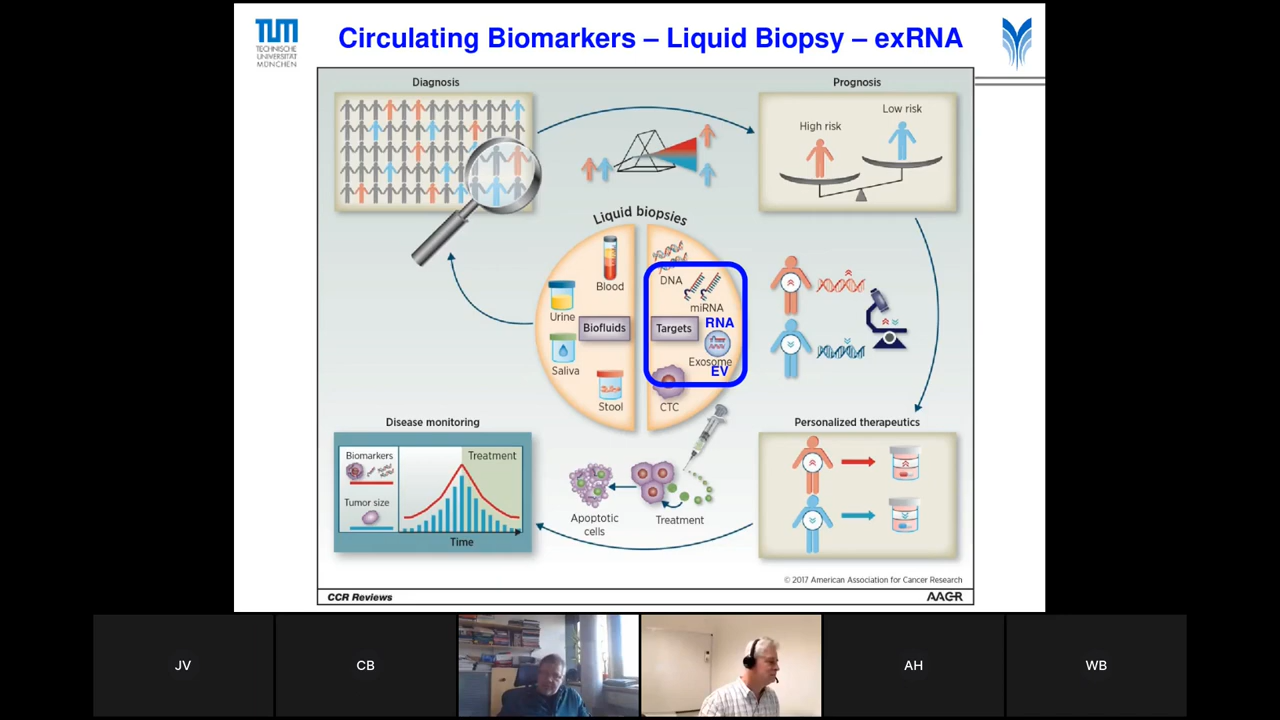 TUM
TECHNISCHE
UNIVERSITÄT
MÜNCHEN
Circulating Biomarkers – Liquid Biopsy – exRNA
Diagnosis
Prognosis
High risk
Low risk
Liquid biopsies
Blood
Urine
Biofluids
Saliva
Stool
DNA
miRNA
RNA
Targets
Exosome
EV
CTC
Disease monitoring
Biomarkers
Treatment
Tumor size
Time
Apoptotic
cells
Treatment
Personalized therapeutics
© 2017 American Association for Cancer Research
CCR Reviews
AACR
JV
CB
AH
WB